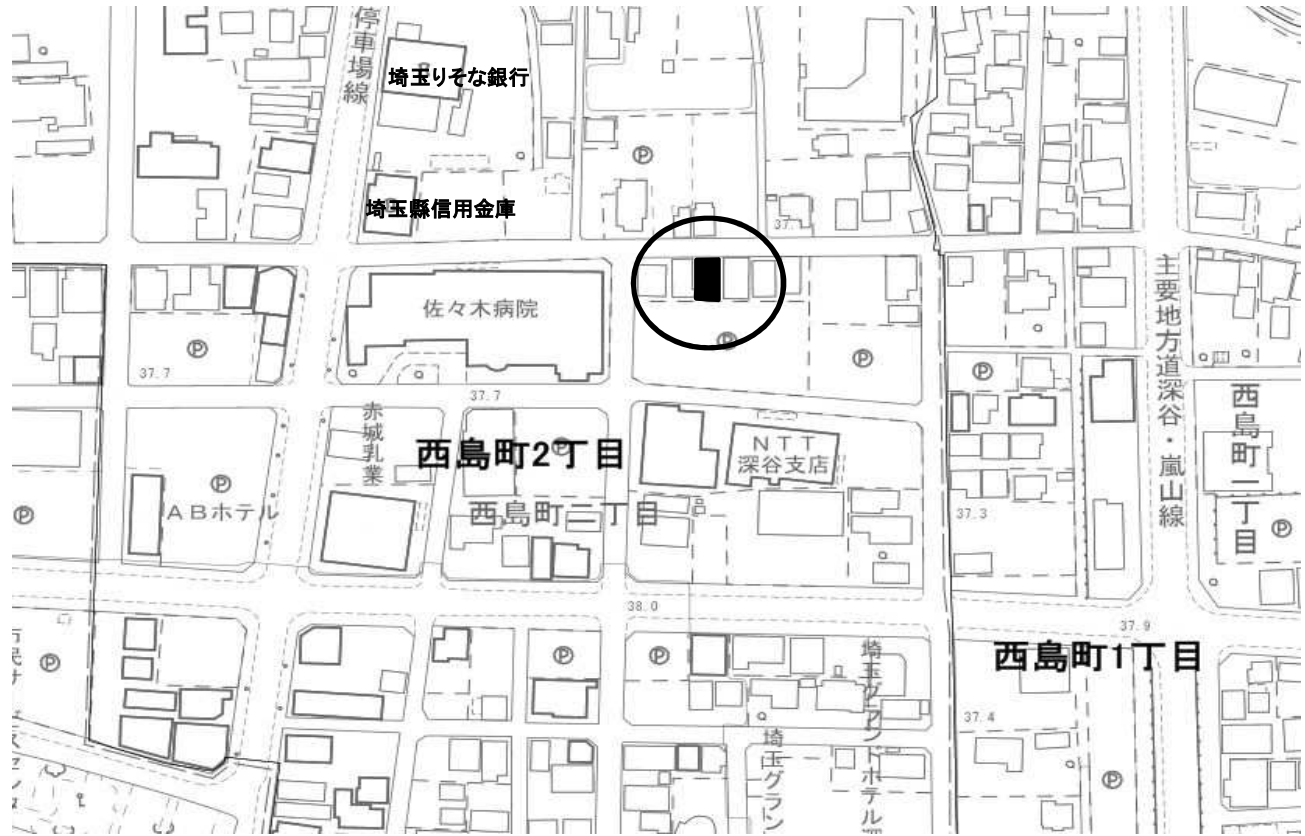 停車場線
埼玉りそな銀行
埼玉縣信用金庫
37.
佐々木病院
主要地方道深谷・嵐山線
Ⓟ
Ⓟ
Ⓟ
Ⓟ
Ⓟ
37.7
37.7
赤城乳業
西島町2丁目
Ⓟ
NTT
深谷支店
西島町一丁目
Ⓟ
ABホテル
Ⓟ
西島町二丁目
37.3
Ⓟ
38.0
37.9
西島町1丁目
Ⓟ
Ⓟ
Ⓟ
埼玉グランドホテル深
37.4
埼玉グラン
Ⓟ